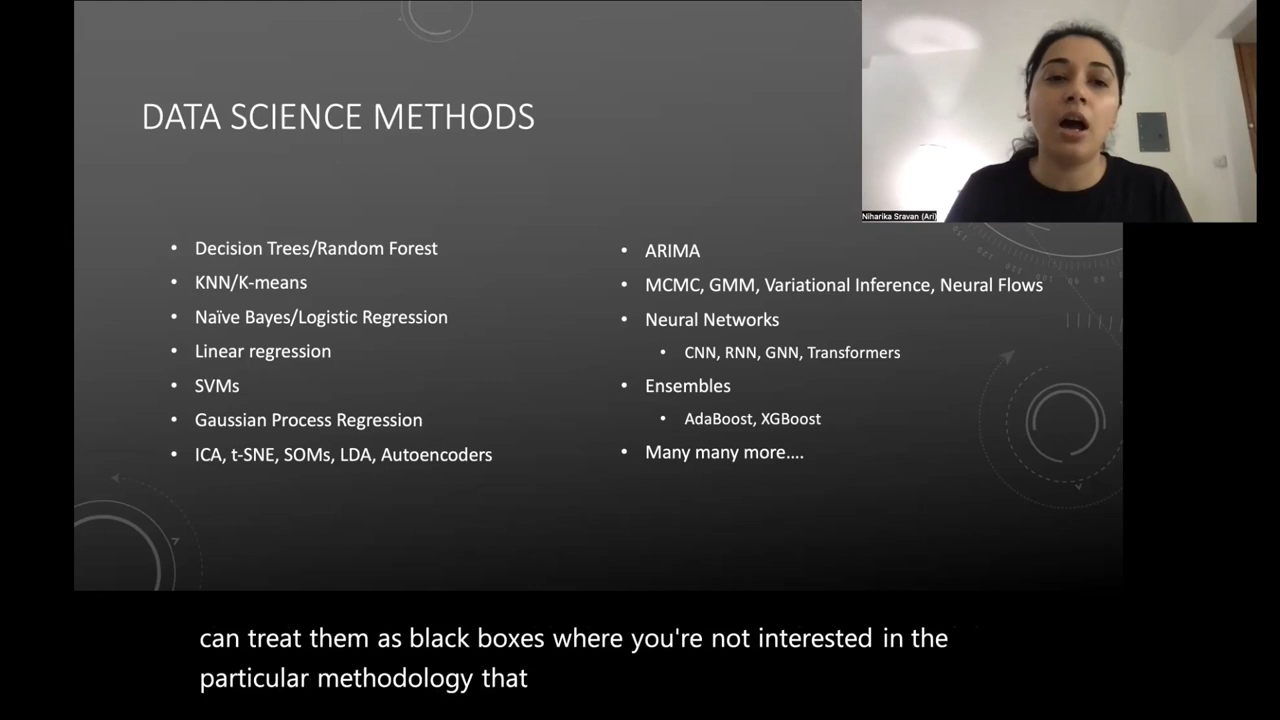 DATA SCIENCE METHODS
Niharika Sravan (Ari)
• Decision Trees/Random Forest
• KNN/K-means
• Naïve Bayes/Logistic Regression
• Linear regression
• SVMs
• Gaussian Process Regression
• ICA, t-SNE, SOMs, LDA, Autoencoders
• ARIMA
• MCMC, GMM, Variational Inference, Neural Flows
• Neural Networks
• CNN, RNN, GNN, Transformers
• Ensembles
• AdaBoost, XGBoost
• Many many more....
can treat them as black boxes where you're not interested in the
particular methodology that